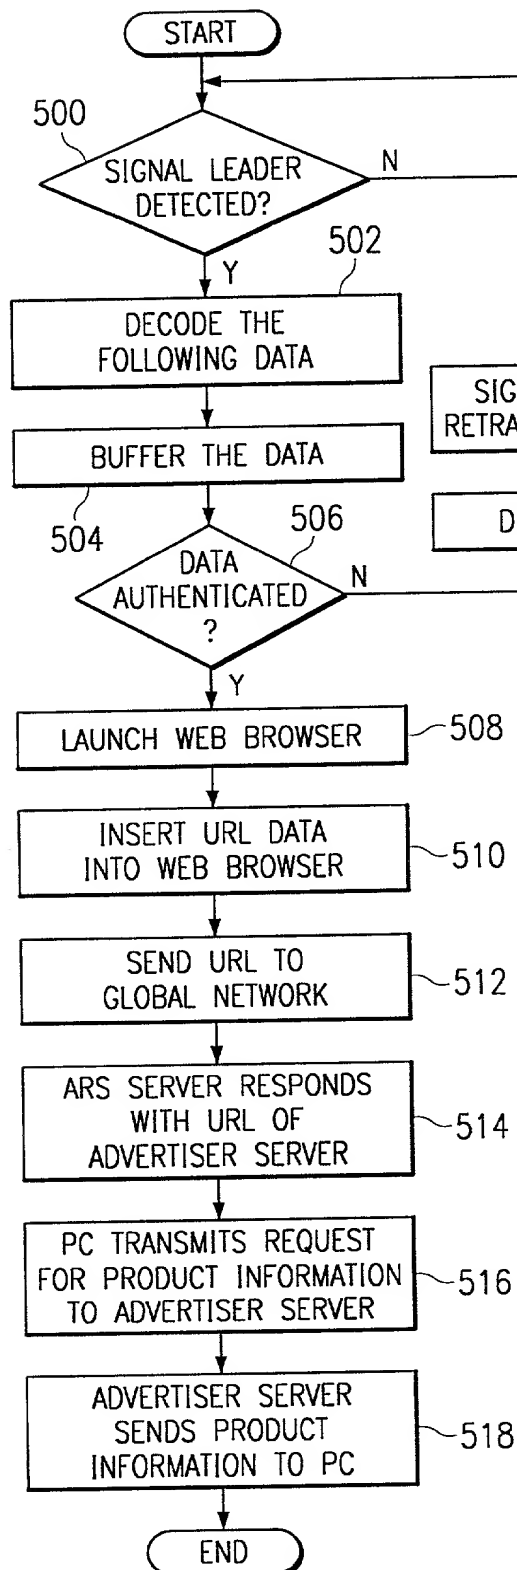 START
500
SIGNAL LEADER
DETECTED?
N
Y
502
DECODE THE
FOLLOWING DATA
BUFFER THE DATA
504
506
DATA
AUTHENTICATED
?
N
Y
LAUNCH WEB BROWSER
508
INSERT URL DATA
INTO WEB BROWSER
510
SEND URL TO
GLOBAL NETWORK
512
ARS SERVER RESPONDS
WITH URL OF
ADVERTISER SERVER
514
PC TRANSMITS REQUEST
FOR PRODUCT INFORMATION
TO ADVERTISER SERVER
516
ADVERTISER SERVER
SENDS PRODUCT
INFORMATION TO PC
518
END
SIG
RETRA
D